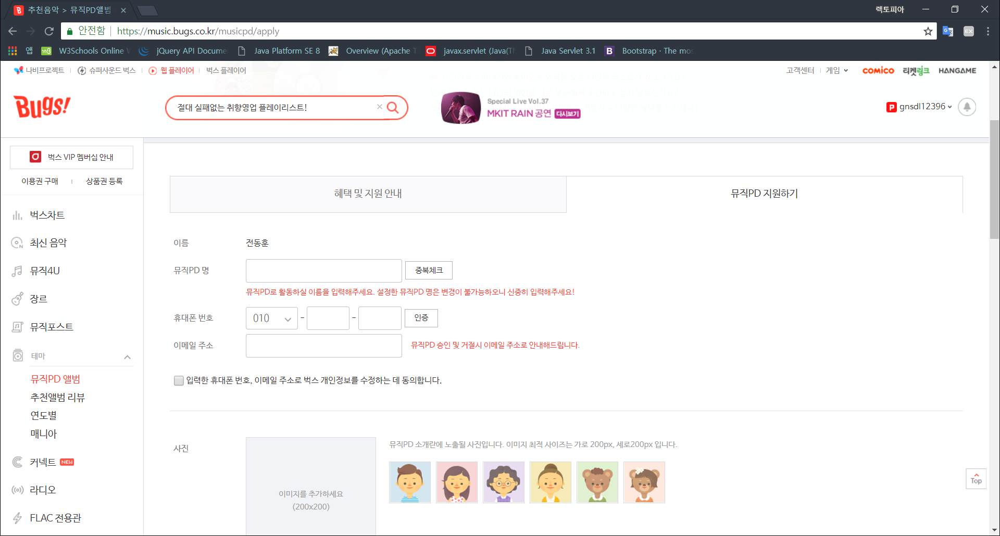 추천음악 > 뮤직PD앨범
렉토피아
안전함 https://music.bugs.co.kr/musicpd/apply
앱 W3Schools Online jQuery API Docume Java Platform SE 8 Overview (Apache javax.servlet (Java(T Java Servlet 3.1 Bootstrap · The mos
나비프로젝트 슈퍼사운드 벅스 웹 플레이어 벅스 플레이어 고객센터 게임 comico 티켓링크 HANGAME
Bugs!
절대 실패없는 취향영업 플레이리스트!
Special Live Vol.37
MKIT RAIN 공연 다시보기
gnsdl12396
벅스 VIP 멤버십 안내
이용권 구매 상품권 등록
벅스차트
최신 음악
뮤직4U
장르
뮤직포스트
테마
뮤직PD 앨범
추천앨범 리뷰
연도별
매니아
커넥트 NEW
라디오
FLAC 전용관
혜택 및 지원 안내 뮤직PD 지원하기
이름 전동훈
뮤직PD 명 중복체크
뮤직PD로 활동하실 이름을 입력해주세요. 설정한 뮤직PD 명은 변경이 불가능하오니 신중히 입력해주세요!
휴대폰 번호 010 - - 인증
이메일 주소 뮤직PD 승인 및 거절시 이메일 주소로 안내해드립니다.
입력한 휴대폰 번호, 이메일 주소로 벅스 개인정보를 수정하는 데 동의합니다.
사진
이미지를 추가하세요
(200x200)
뮤직PD 소개란에 노출될 사진입니다. 이미지 최적 사이즈는 가로 200px, 세로200px 입니다.
Top